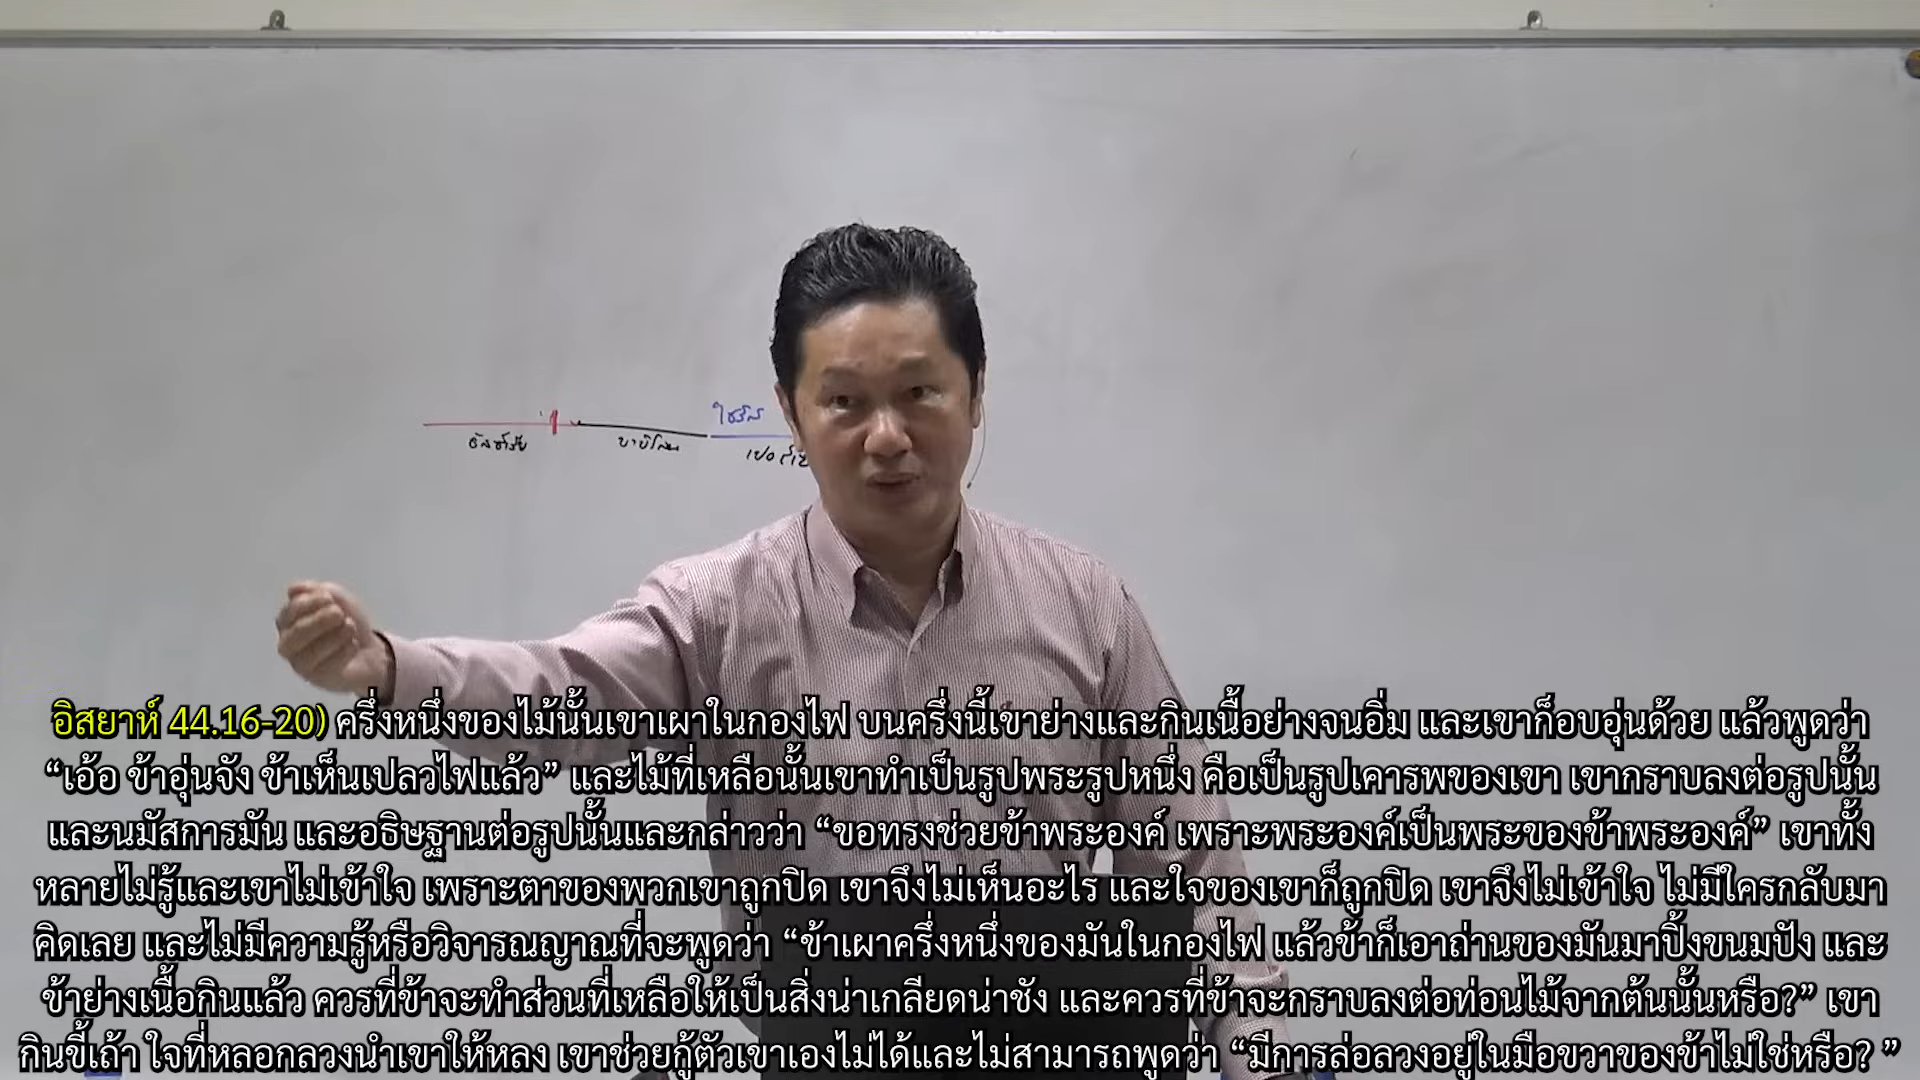 ไซรัส
อัสซีเรีย บาบิโลน
อิสยาห์ 44.16-20) ครึ่งหนึ่งของไม้นั้นเขาเผาในกองไฟ บนครึ่งนี้เขาย่างและกินเนื้อย่างจนอิ่ม และเขาก็อบอุ่นด้วย แล้วพูดว่า
“เอ้อ ข้าอุ่นจัง ข้าเห็นเปลวไฟแล้ว” และไม้ที่เหลือนั้นเขาทำเป็นรูปพระรูปหนึ่ง คือเป็นรูปเคารพของเขา เขากราบลงต่อรูปนั้น
และนมัสการมัน และอธิษฐานต่อรูปนั้นและกล่าวว่า “ขอทรงช่วยข้าพระองค์ เพราะพระองค์เป็นพระของข้าพระองค์” เขาทั้ง
หลายไม่รู้และเขาไม่เข้าใจ เพราะตาของพวกเขาถูกปิด เขาจึงไม่เห็นอะไร และใจของเขาก็ถูกปิด เขาจึงไม่เข้าใจ ไม่มีใครกลับมา
คิดเลย และไม่มีความรู้หรือวิจารณญาณที่จะพูดว่า “ข้าเผาครึ่งหนึ่งของมันในกองไฟ แล้วข้าก็เอาถ่านของมันมาปิ้งขนมปัง และ
ข้าย่างเนื้อกินแล้ว ควรที่ข้าจะทำส่วนที่เหลือให้เป็นสิ่งน่าเกลียดน่าชัง และควรที่ข้าจะกราบลงต่อท่อนไม้จากต้นนั้นหรือ?” เขา
กินขี้เถ้า ใจที่หลอกลวงนำเขาให้หลง เขาช่วยกู้ตัวเขาเองไม่ได้และไม่สามารถพูดว่า “มีการล่อลวงอยู่ในมือขวาของข้าไม่ใช่หรือ? ”